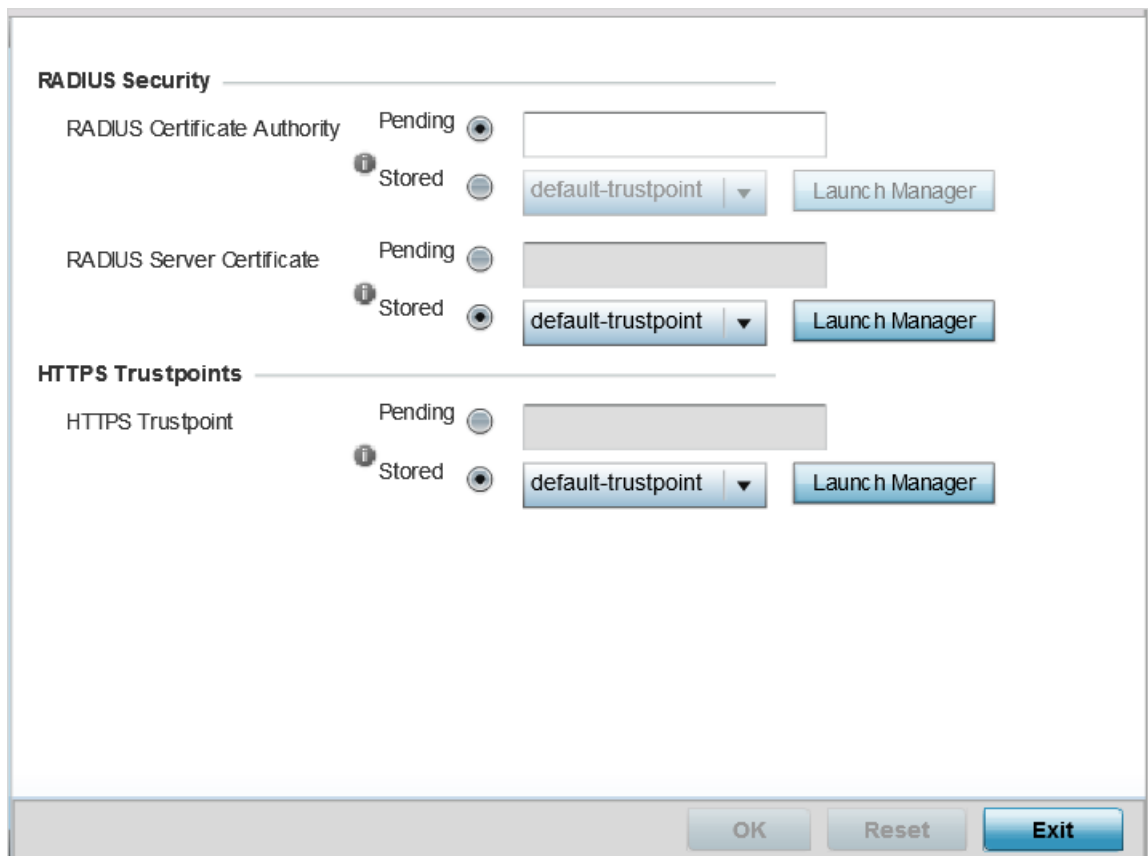 RADIUS Security
RADIUS Certificate Authority
Pending
Stored
default-trustpoint
Launch Manager
RADIUS Server Certificate
Pending
Stored
default-trustpoint
Launch Manager
HTTPS Trustpoints
HTTPS Trustpoint
Pending
Stored
default-trustpoint
Launch Manager
OK
Reset
Exit